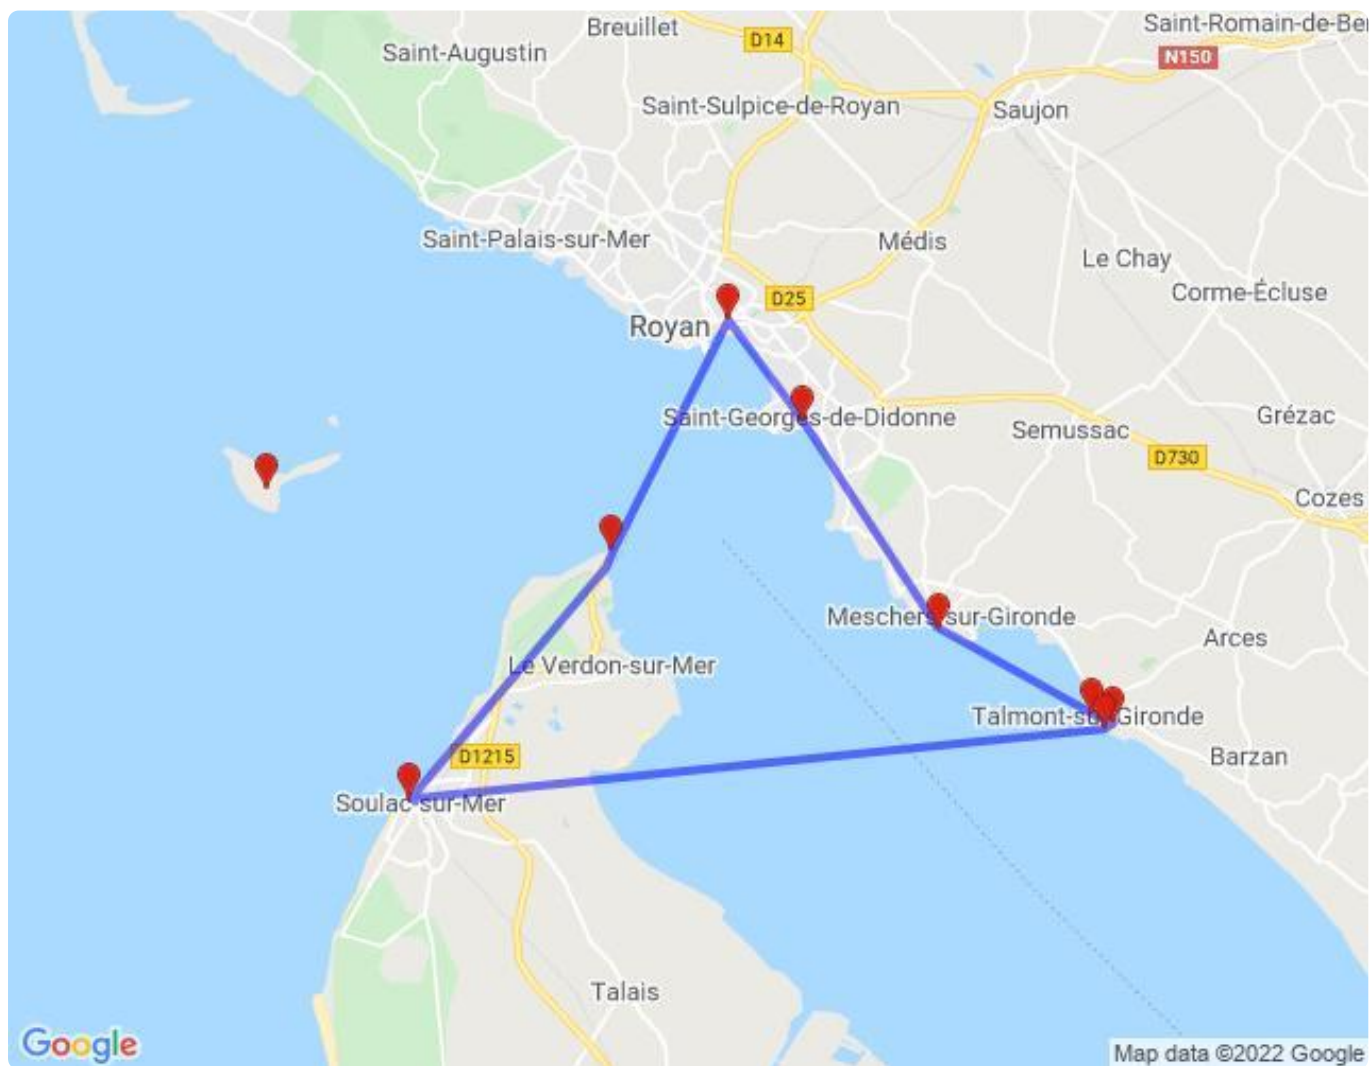 Breuillet
Saint-Romain-de-Be
D14
Saint-Augustin
N150
Saint-Sulpice-de-Royan
Saujon
Saint-Palais-sur-Mer
Médis
Le Chay
Corme-Écluse
D25
Royan
Saint-Georges-de-Didonne
Grézac
Semussac
D730
Cozes
Meschers-sur-Gironde
Arces
Le Verdon-sur-Mer
Talmont-sur-Gironde
D1215
Barzan
Soulac-sur-Mer
Talais
Google
Map data ©2022 Google